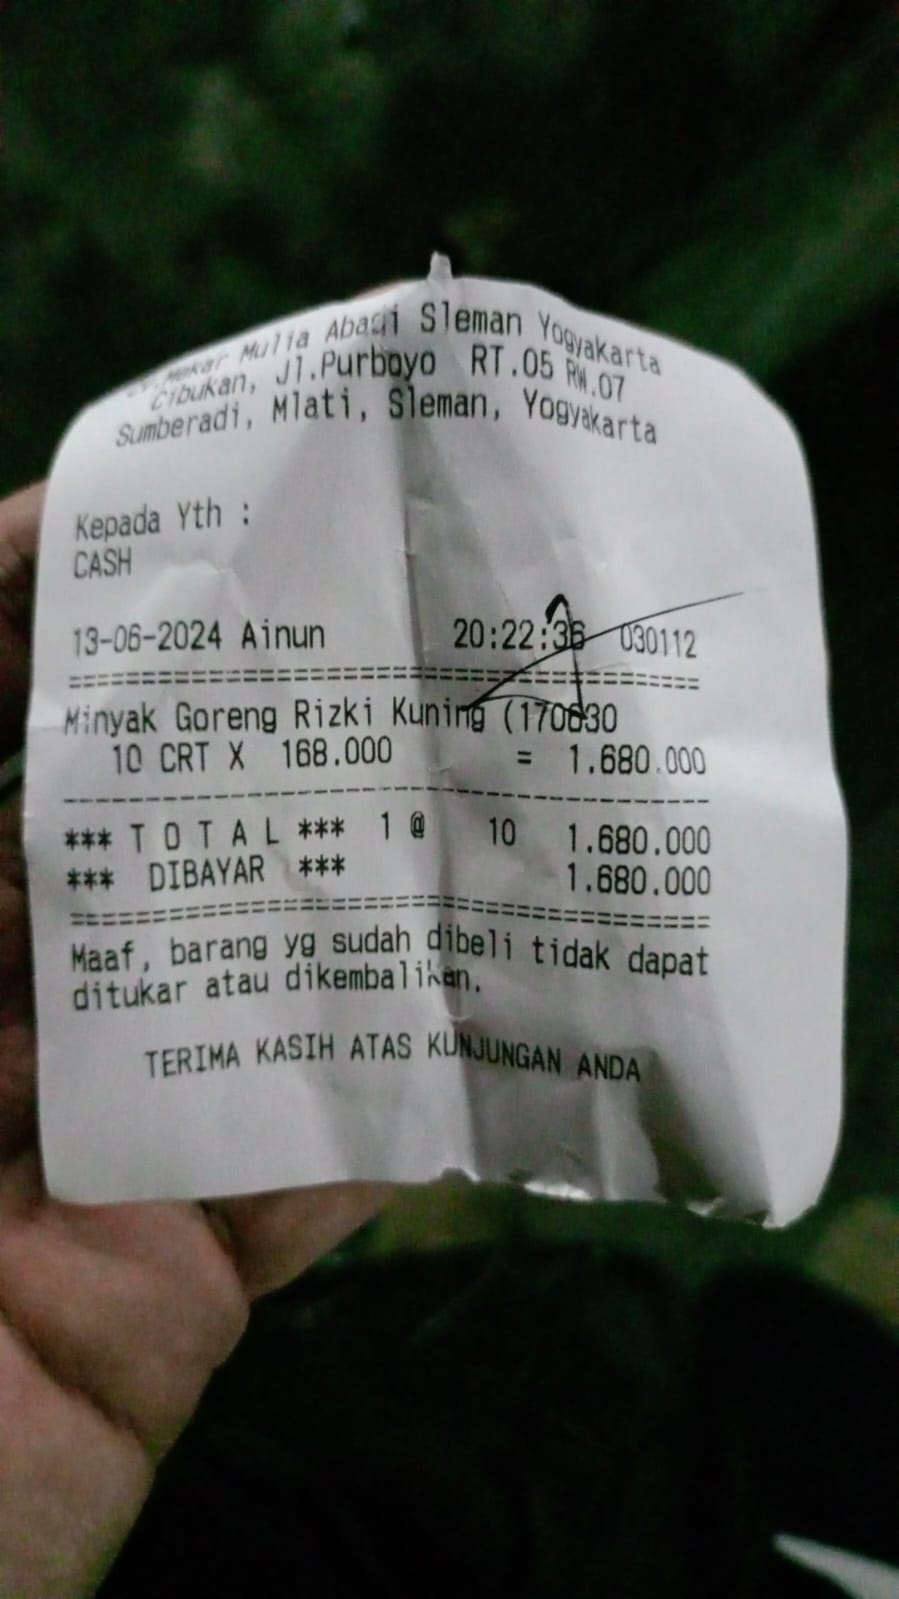 Mekar Mulia Abadi Sleman Yogyakarta
Cibukan, Jl.Purboyo RT.05 RW.07
Sumberadi, Mlati, Sleman, Yogyakarta
Kepada Yth :
CASH
13-06-2024 Ainun 20:22:36 030112
=============================================
Minyak Goreng Rizki Kuning (170630
10 CRT X 168.000 = 1.680.000
---------------------------------------------
*** T O T A L *** 1 @ 10 1.680.000
*** DIBAYAR *** 1.680.000
=============================================
Maaf, barang yg sudah dibeli tidak dapat
ditukar atau dikembalikan.
TERIMA KASIH ATAS KUNJUNGAN ANDA